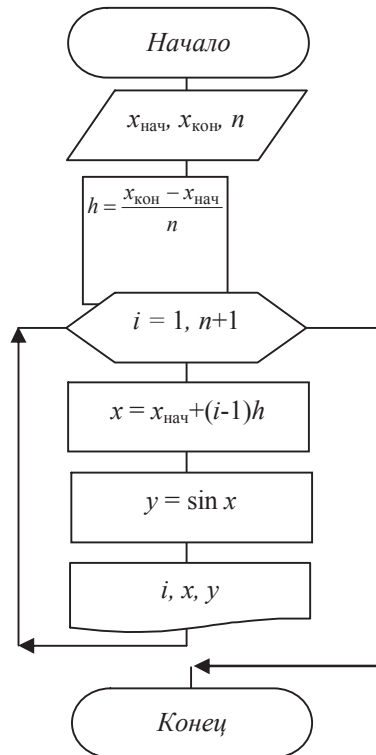 Начало
xнач, xкон, n
h = (xкон − xнач) / n
i = 1, n+1
x = xнач+(i-1)h
y = sin x
i, x, y
Конец